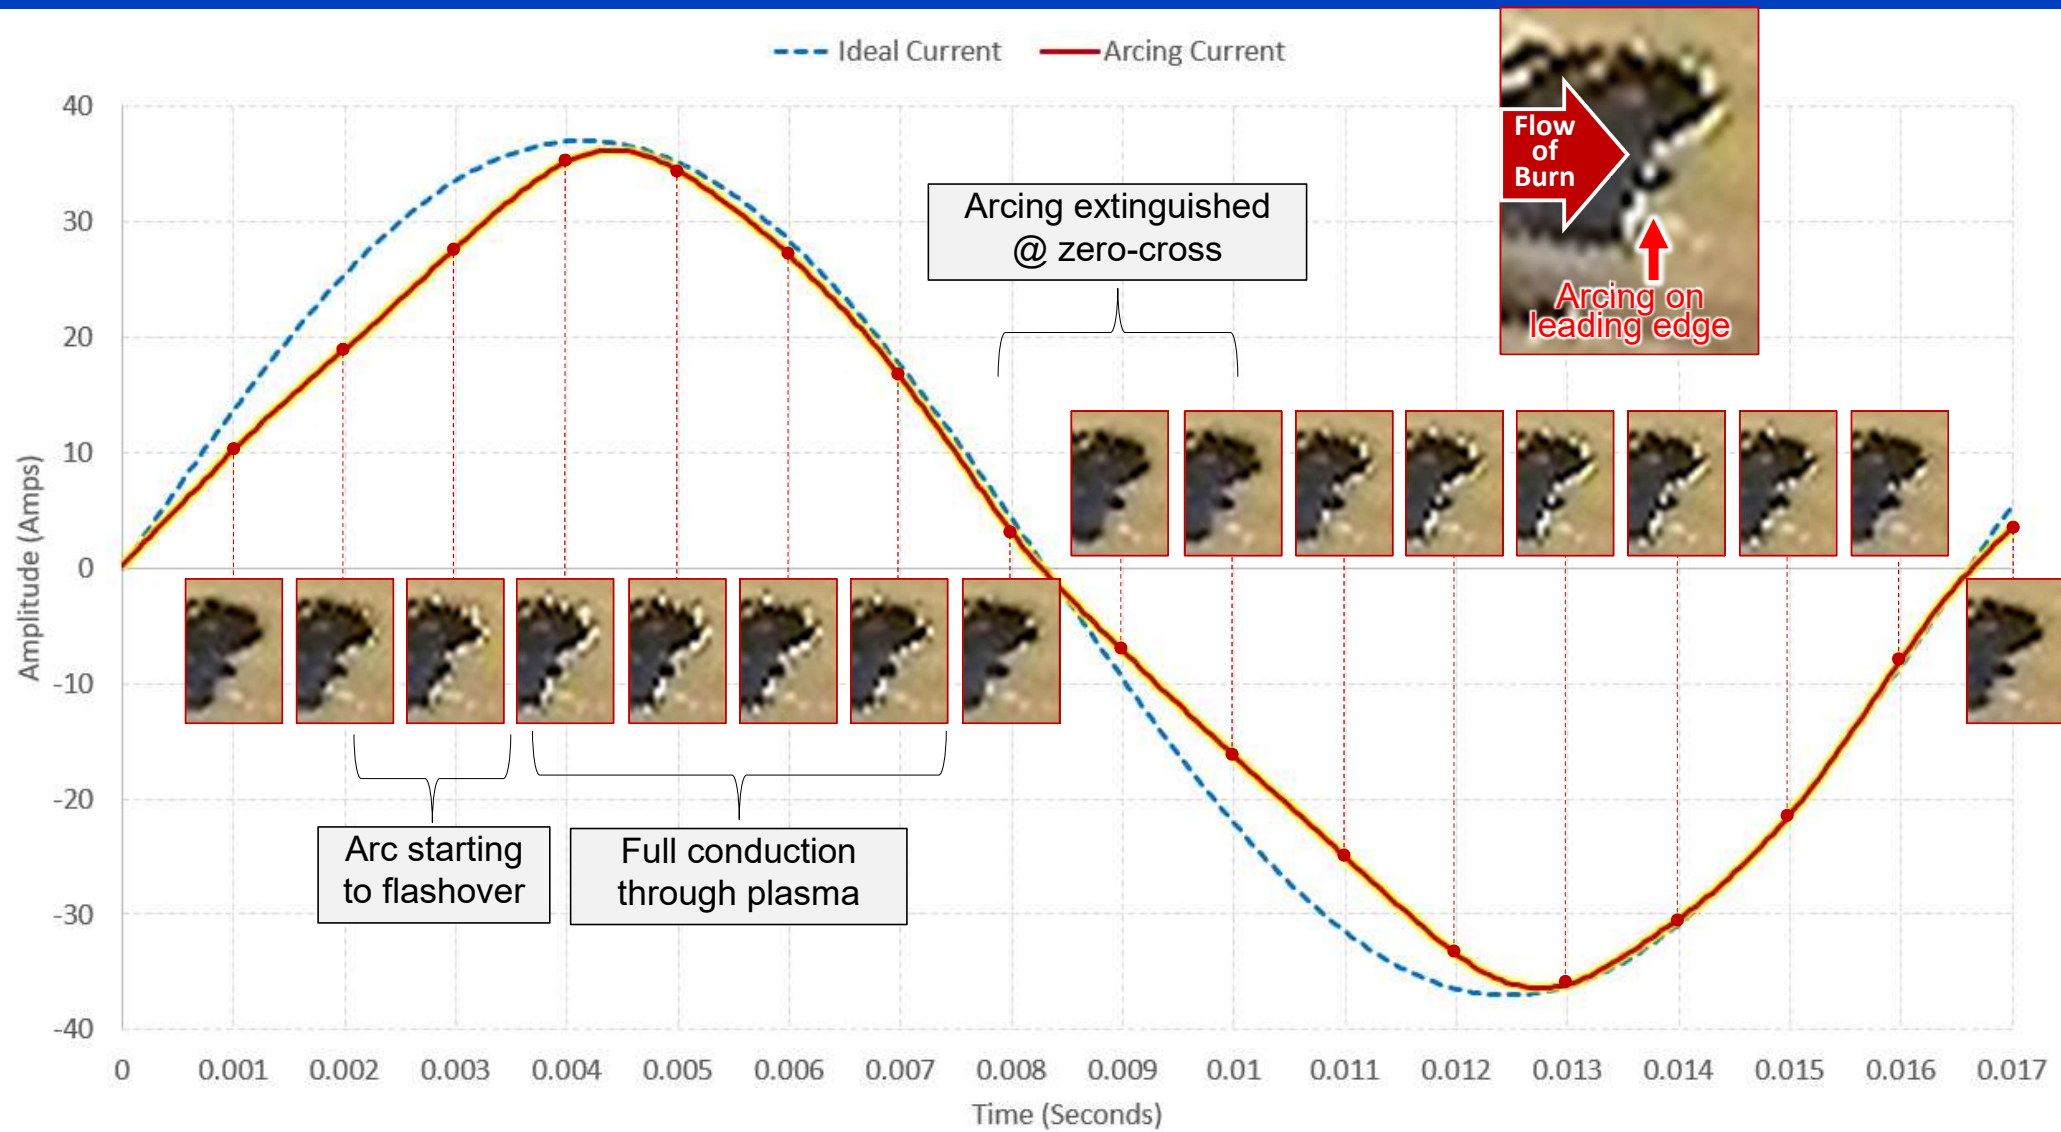 Ideal Current
Arcing Current
40
30
20
10
0
-10
-20
-30
-40
Amplitude (Amps)
Flow
of
Burn
Arcing on
leading edge
Arcing extinguished
@ zero-cross
Arc starting
to flashover
Full conduction
through plasma
0
0.001
0.002
0.003
0.004
0.005
0.006
0.007
0.008
0.009
0.01
0.011
0.012
0.013
0.014
0.015
0.016
0.017
Time (Seconds)